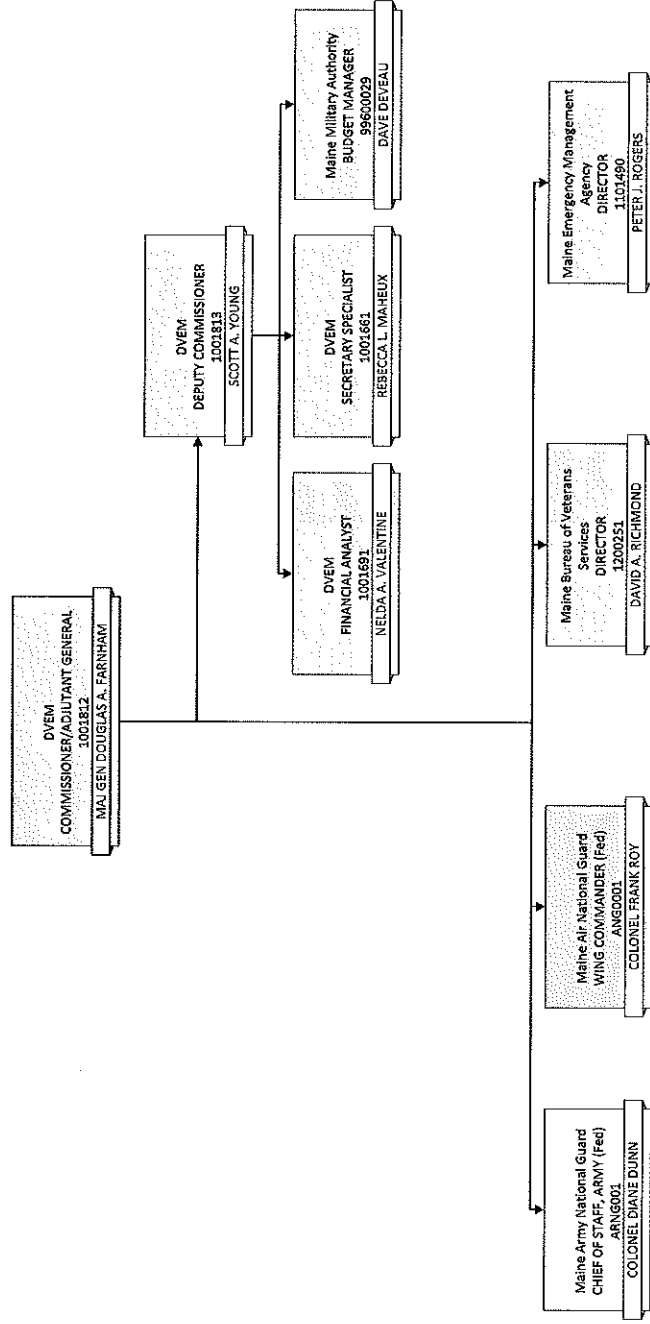 DVEM
COMMISSIONER/ADJUTANT GENERAL
1001812
MAJ GEN DOUGLAS A. FARNHAM
DVEM
DEPUTY COMMISSIONER
1001813
SCOTT A. YOUNG
DVEM
FINANCIAL ANALYST
1001691
NELDA A. VALENTINE
DVEM
SECRETARY SPECIALIST
1001661
REBECCA L. MAHEUX
Maine Military Authority
BUDGET MANAGER
99600029
DAVE DEVEAU
Maine Army National Guard
CHIEF OF STAFF, ARMY (Fed)
ARNG001
COLONEL DIANE DUNN
Maine Air National Guard
WING COMMANDER (Fed)
ANG0001
COLONEL FRANK ROY
Maine Bureau of Veterans
Services
DIRECTOR
1200251
DAVID A. RICHMOND
Maine Emergency Management
Agency
DIRECTOR
1101490
PETER J. ROGERS